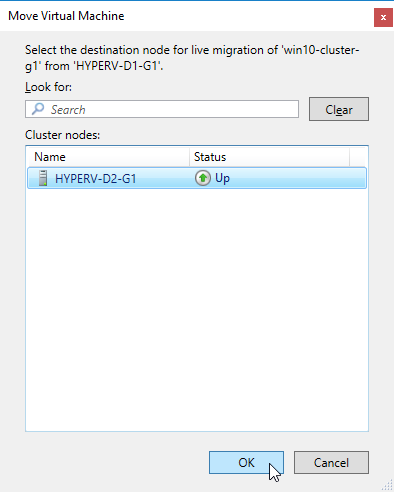 Move Virtual Machine
x
Select the destination node for live migration of 'win10-cluster-
g1' from 'HYPERV-D1-G1'.
Look for:
Search
Clear
Cluster nodes:
Name Status
HYPERV-D2-G1 Up
OK Cancel